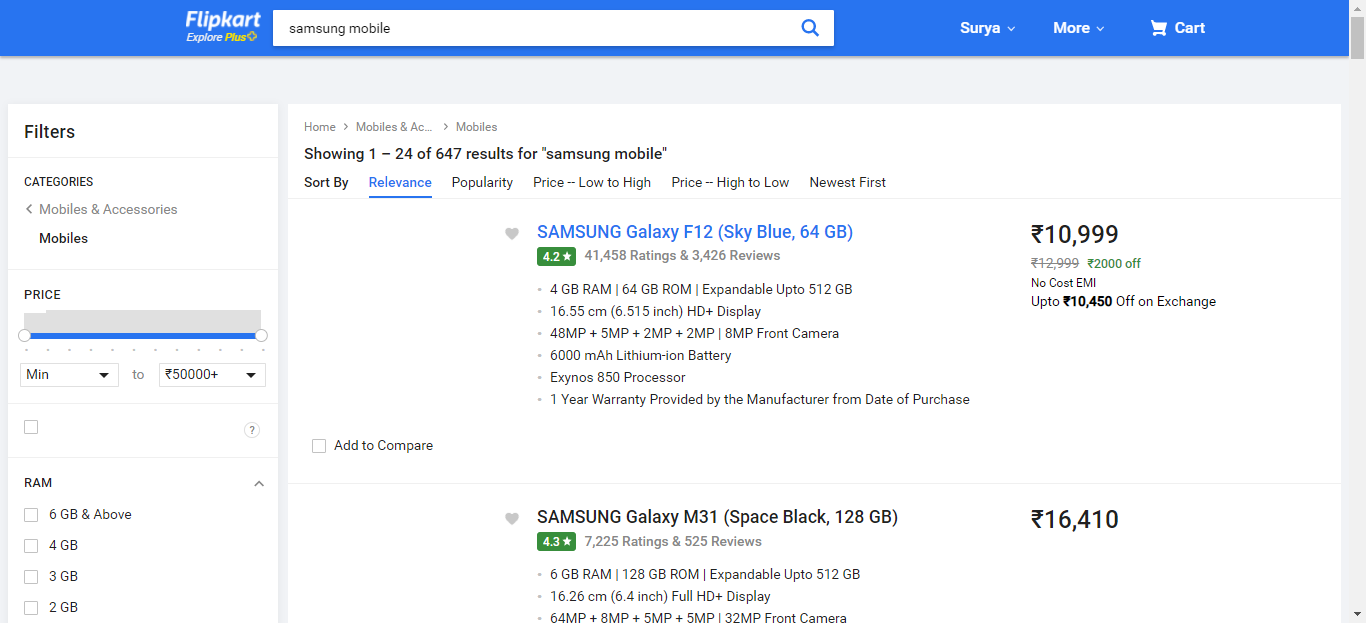 Flipkart
Explore Plus
samsung mobile
Surya
More
Cart
Filters
CATEGORIES
Mobiles & Accessories
Mobiles
PRICE
Min
to
₹50000+
?
RAM
6 GB & Above
4 GB
3 GB
2 GB
Home
Mobiles & Ac...
Mobiles
Showing 1 – 24 of 647 results for "samsung mobile"
Sort By Relevance Popularity Price -- Low to High Price -- High to Low Newest First
SAMSUNG Galaxy F12 (Sky Blue, 64 GB)
4.2 ★ 41,458 Ratings & 3,426 Reviews
4 GB RAM | 64 GB ROM | Expandable Upto 512 GB
16.55 cm (6.515 inch) HD+ Display
48MP + 5MP + 2MP + 2MP | 8MP Front Camera
6000 mAh Lithium-ion Battery
Exynos 850 Processor
1 Year Warranty Provided by the Manufacturer from Date of Purchase
₹10,999
₹12,999 ₹2000 off
No Cost EMI
Upto ₹10,450 Off on Exchange
Add to Compare
SAMSUNG Galaxy M31 (Space Black, 128 GB)
4.3 ★ 7,225 Ratings & 525 Reviews
6 GB RAM | 128 GB ROM | Expandable Upto 512 GB
16.26 cm (6.4 inch) Full HD+ Display
64MP + 8MP + 5MP + 5MP | 32MP Front Camera
₹16,410